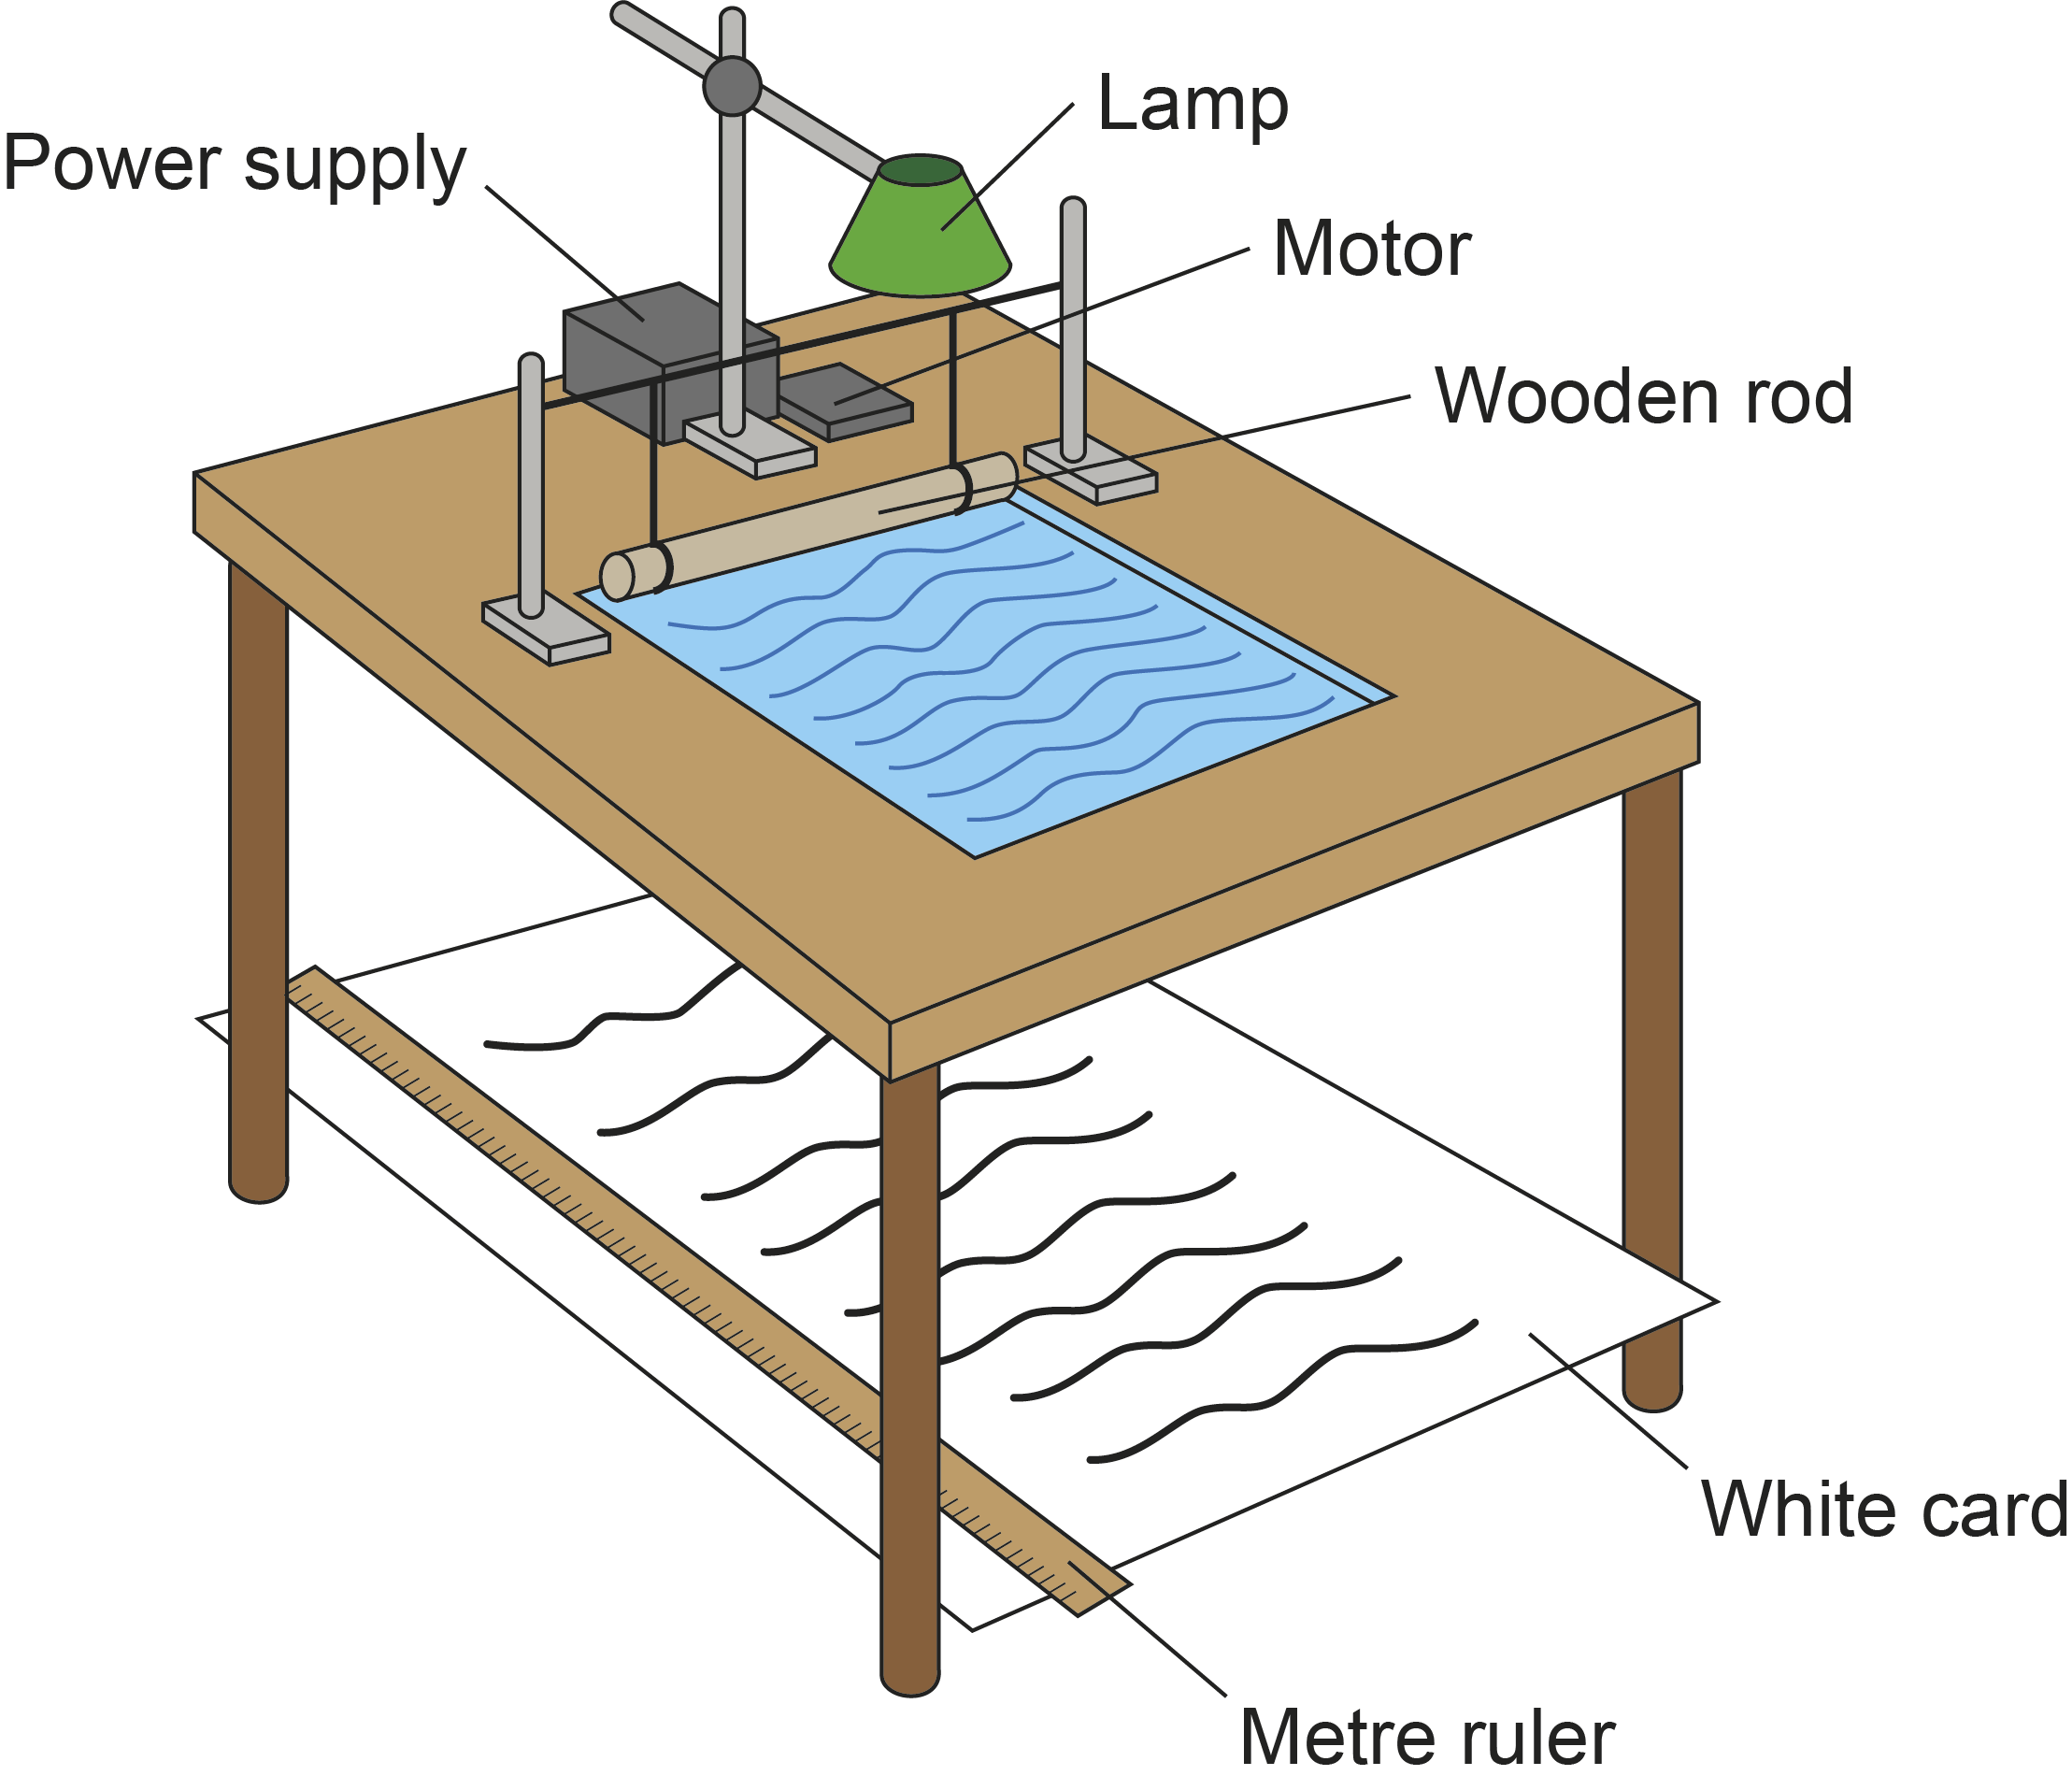 Lamp
Power supply
Motor
Wooden rod
White card
Metre ruler